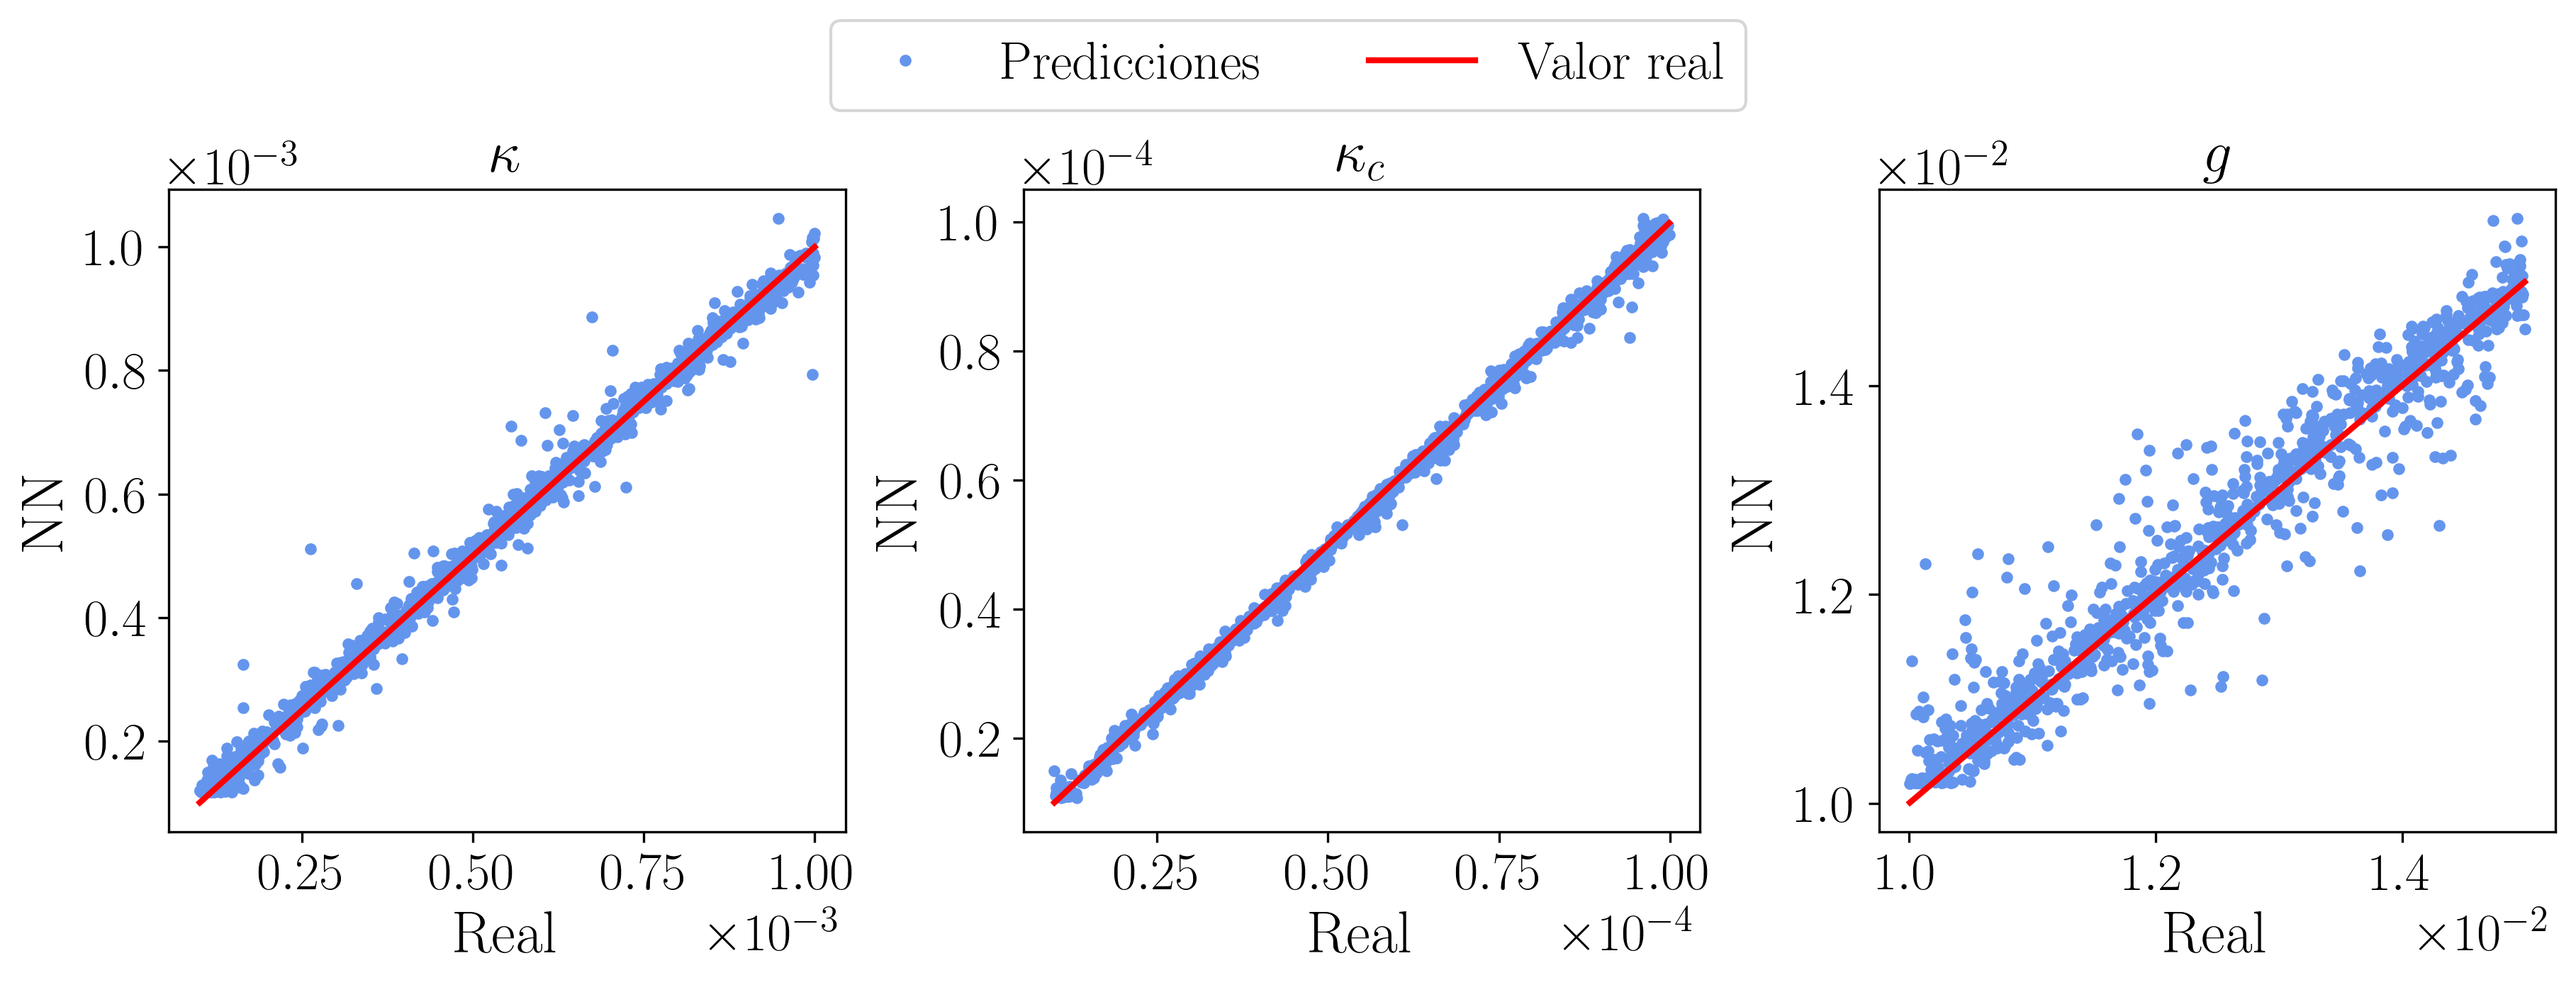 Predicciones Valor real
×10⁻³ κ
1.0
0.8
0.6
0.4
0.2
NN
0.25 0.50 0.75 1.00
Real ×10⁻³
×10⁻⁴ κ_c
1.0
0.8
0.6
0.4
0.2
NN
0.25 0.50 0.75 1.00
Real ×10⁻⁴
×10⁻² g
1.4
1.2
1.0
NN
1.0 1.2 1.4
Real ×10⁻²